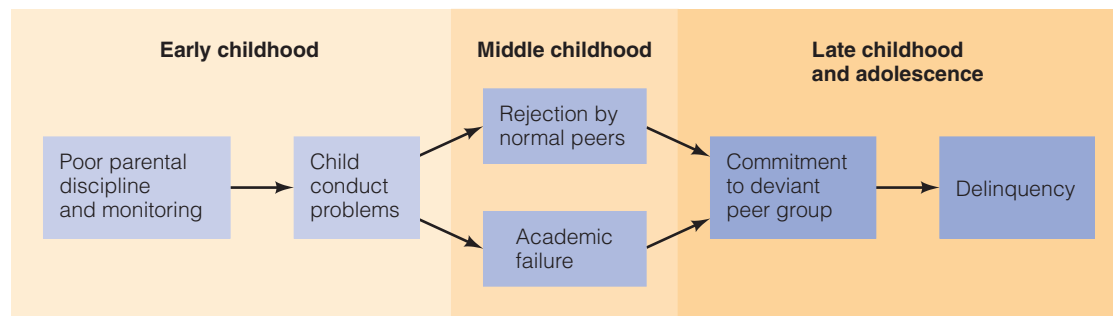 Early childhood
Middle childhood
Late childhood
and adolescence
Poor parental
discipline
and monitoring
Child
conduct
problems
Rejection by
normal peers
Academic
failure
Commitment
to deviant
peer group
Delinquency